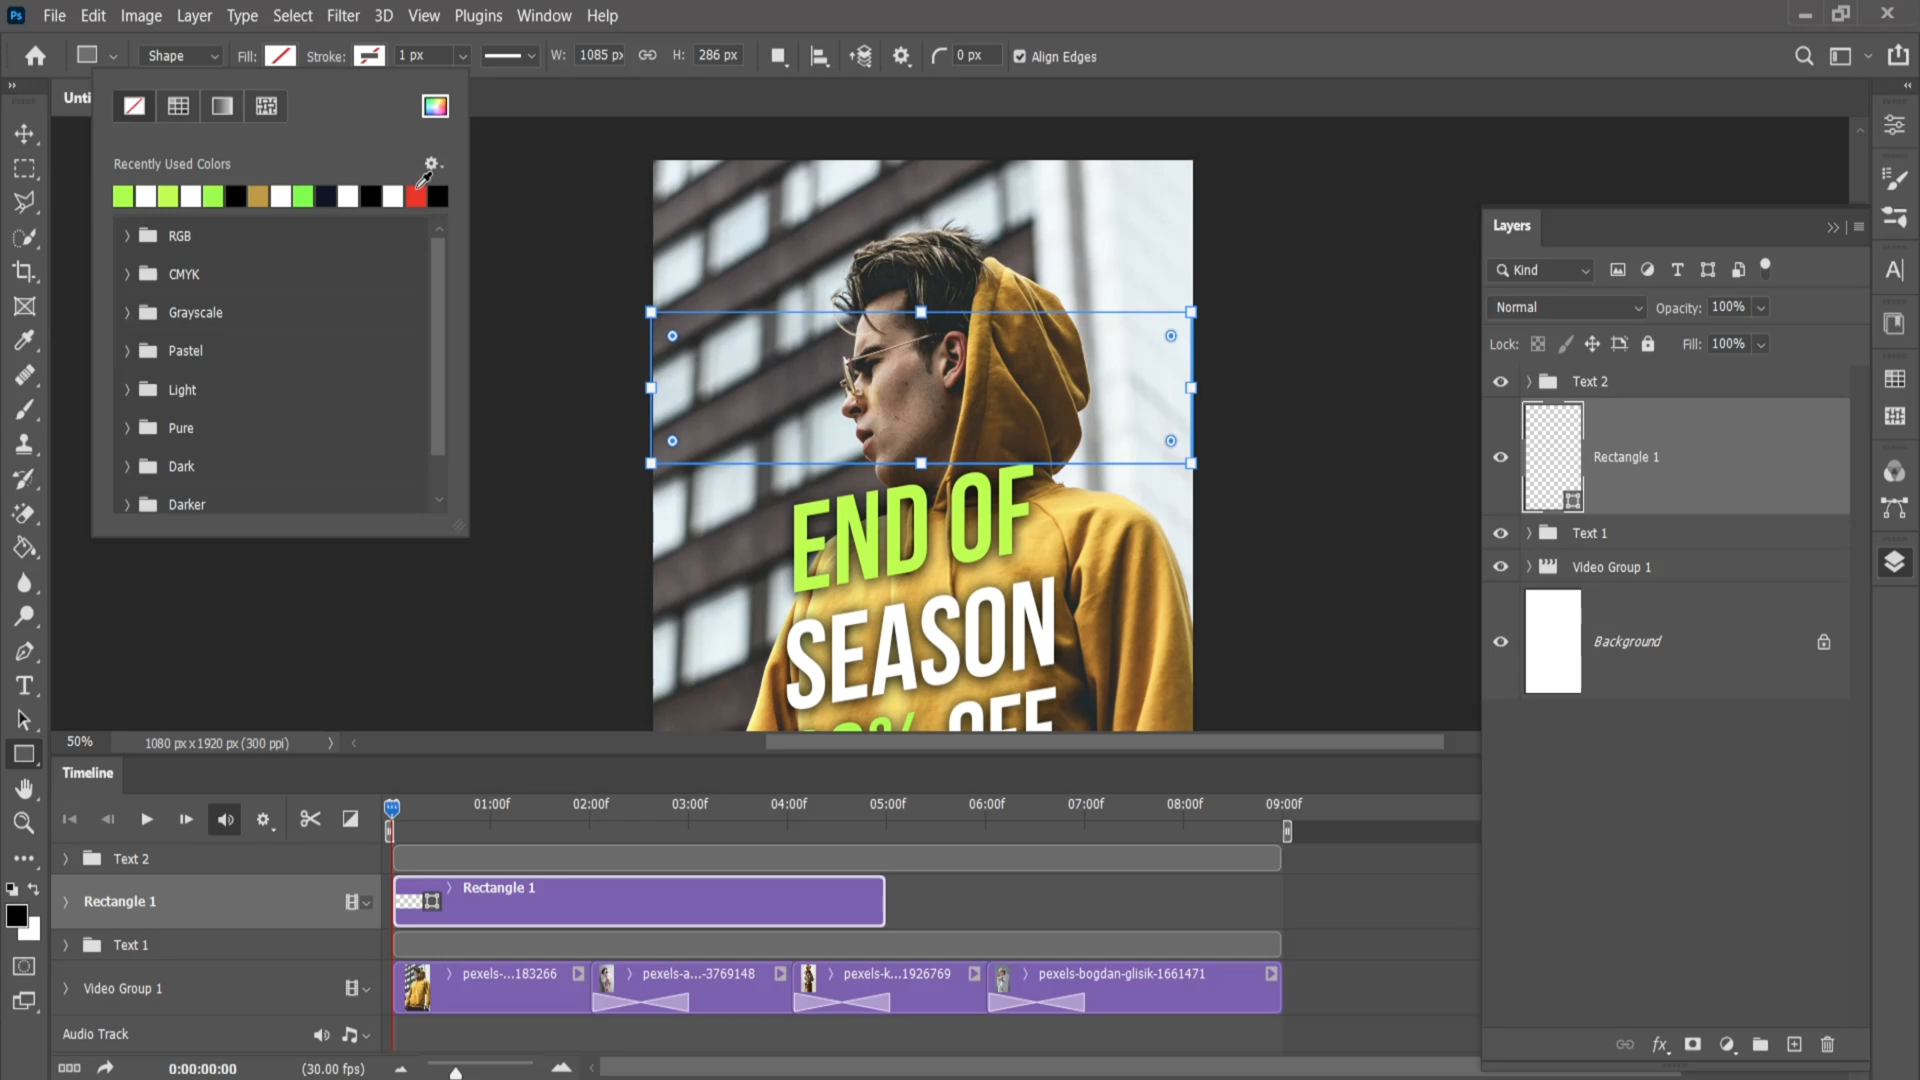 Ps File Edit Image Layer Type Select Filter 3D View Plugins Window Help
Shape Fill: Stroke: 1 px W: 1085 px H: 286 px 0 px Align Edges
Unti
Recently Used Colors
RGB
CMYK
Grayscale
Pastel
Light
Pure
Dark
Darker
END OF
SEASON
OFF
Layers
Kind
Normal Opacity: 100%
Lock: Fill: 100%
Text 2
Rectangle 1
Text 1
Video Group 1
Background
50% 1080 px x 1920 px (300 ppi)
Timeline
01:00f 02:00f 03:00f 04:00f 05:00f 06:00f 07:00f 08:00f 09:00f
Text 2
Rectangle 1 Rectangle 1
Text 1
Video Group 1 pexels-...183266 pexels-a...-3769148 pexels-k...1926769 pexels-bogdan-glisik-1661471
Audio Track
0:00:00:00 (30.00 fps)